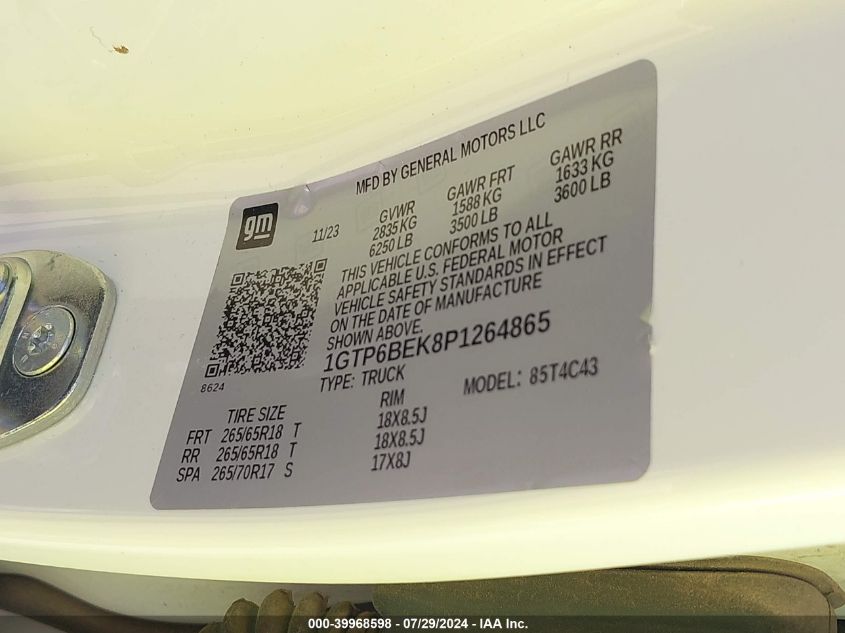 MFD BY GENERAL MOTORS LLC
gm
11/23
GVWR GAWR FRT GAWR RR
2835 KG 1588 KG 1633 KG
6250 LB 3500 LB 3600 LB
THIS VEHICLE CONFORMS TO ALL
APPLICABLE U.S. FEDERAL MOTOR
VEHICLE SAFETY STANDARDS IN EFFECT
ON THE DATE OF MANUFACTURE
SHOWN ABOVE.
1GTP6BEK8P1264865
8624
TYPE: TRUCK MODEL: 85T4C43
TIRE SIZE RIM
FRT 265/65R18 T 18X8.5J
RR 265/65R18 T 18X8.5J
SPA 265/70R17 S 17X8J
000-39968598 - 07/29/2024 - IAA Inc.